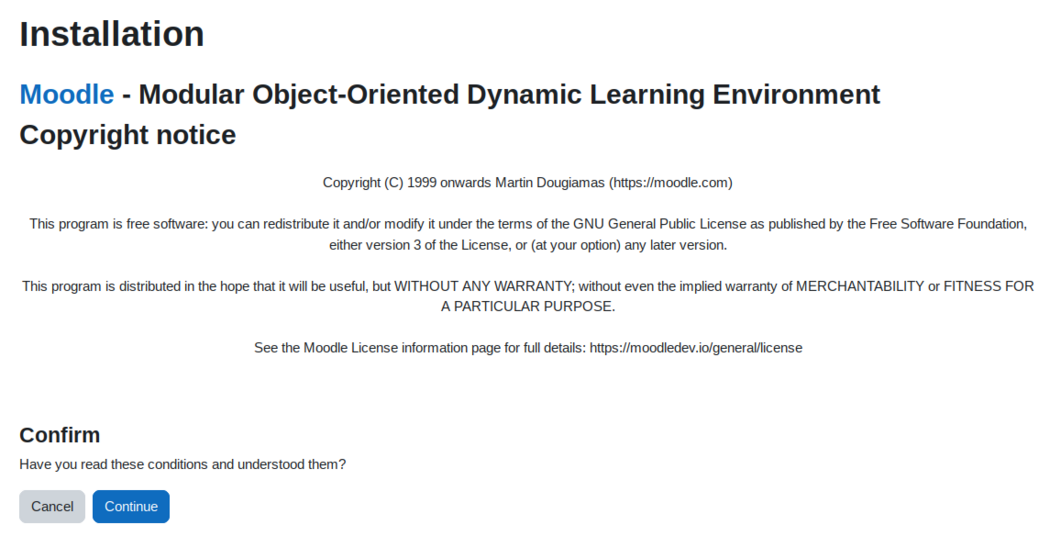 Installation
Moodle - Modular Object-Oriented Dynamic Learning Environment
Copyright notice
Copyright (C) 1999 onwards Martin Dougiamas (https://moodle.com)
This program is free software: you can redistribute it and/or modify it under the terms of the GNU General Public License as published by the Free Software Foundation,
either version 3 of the License, or (at your option) any later version.
This program is distributed in the hope that it will be useful, but WITHOUT ANY WARRANTY; without even the implied warranty of MERCHANTABILITY or FITNESS FOR
A PARTICULAR PURPOSE.
See the Moodle License information page for full details: https://moodledev.io/general/license
Confirm
Have you read these conditions and understood them?
Cancel Continue